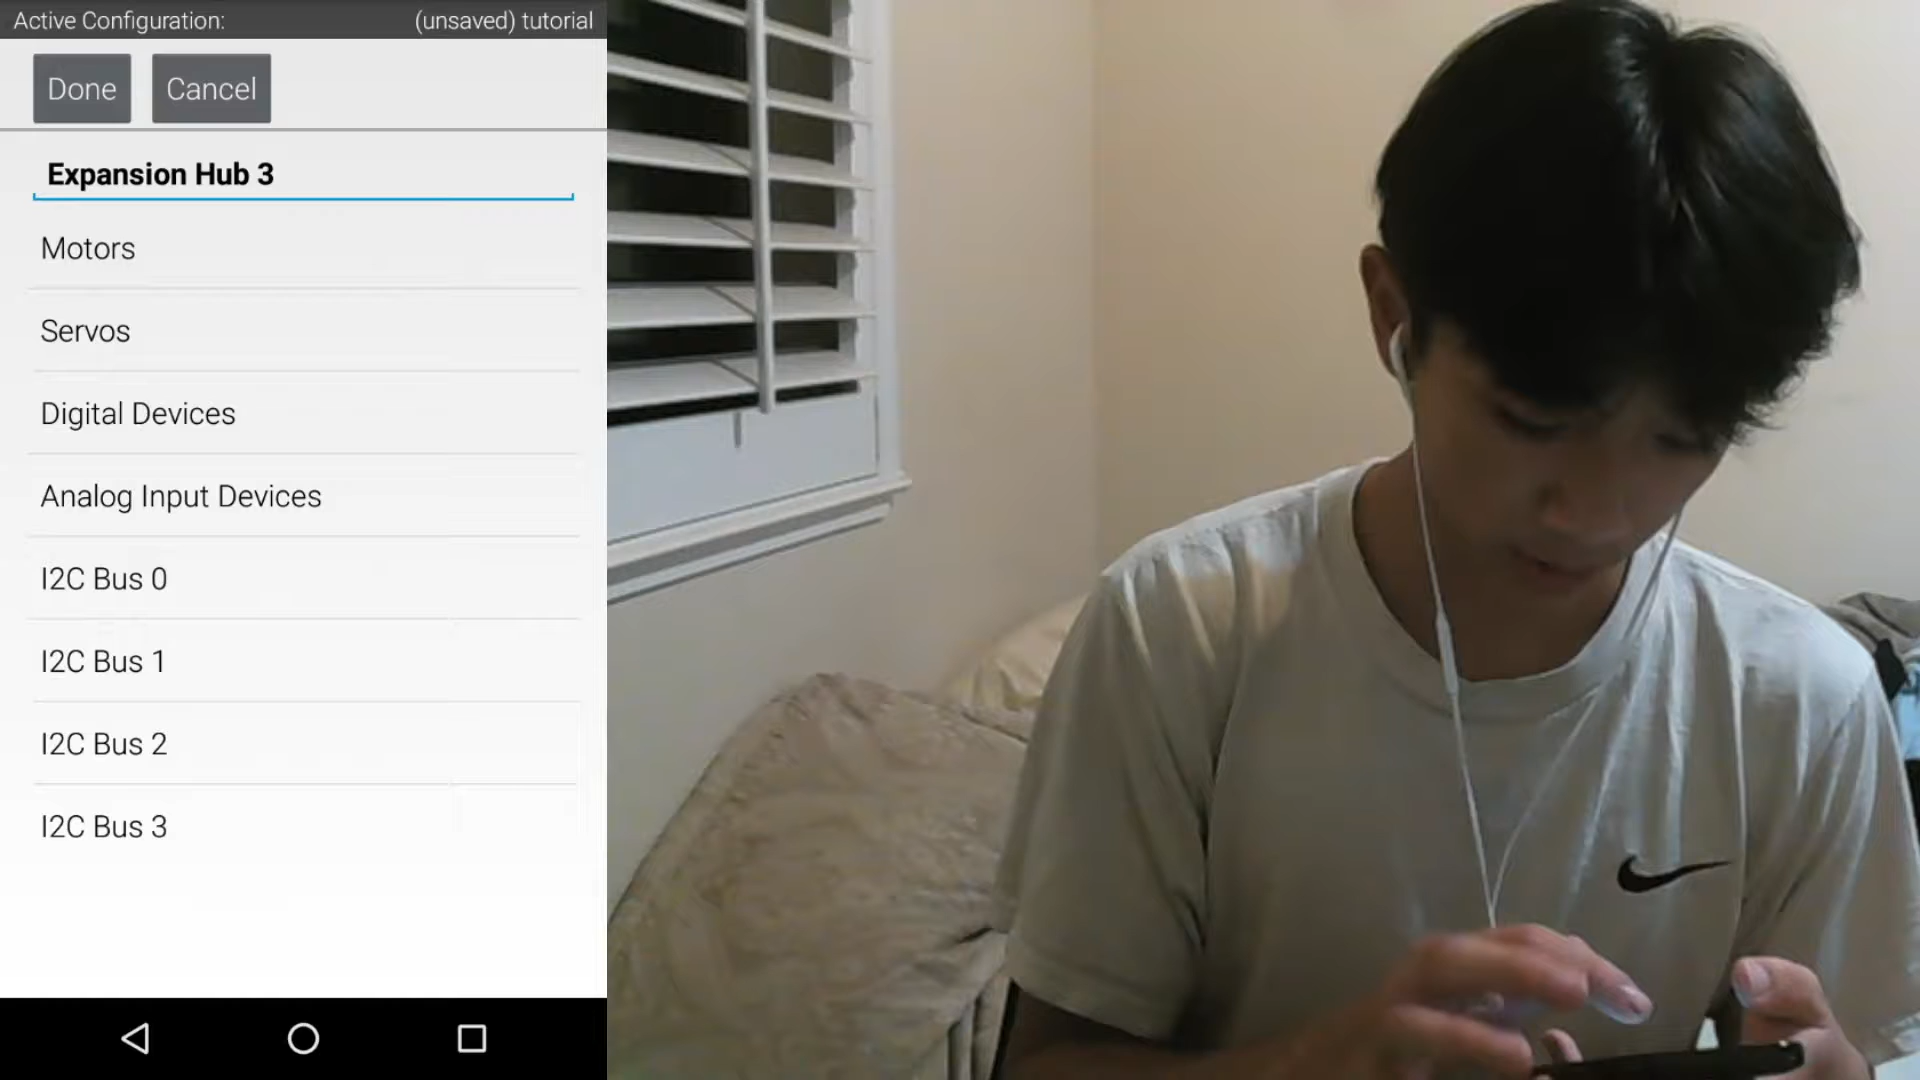 Active Configuration: (unsaved) tutorial
Done Cancel
Expansion Hub 3
Motors
Servos
Digital Devices
Analog Input Devices
I2C Bus 0
I2C Bus 1
I2C Bus 2
I2C Bus 3